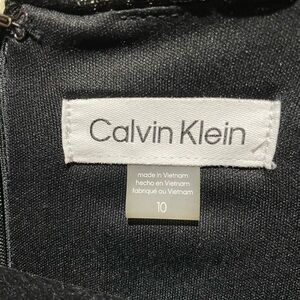 Calvin Klein
made in Vietnam
hecho en Vietnam
fabriqué au Vietnam
10